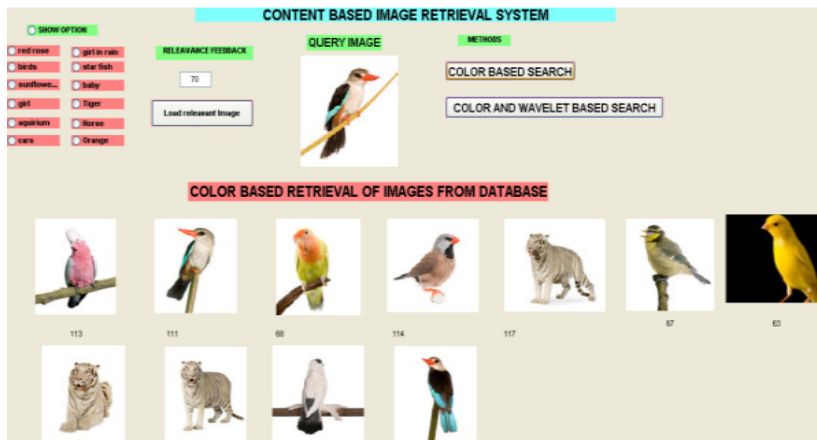 CONTENT BASED IMAGE RETRIEVAL SYSTEM
SHOW OPTION
red rose
girl in rain
birds
star fish
sunflowe...
baby
girl
Tiger
aquirium
Horse
cars
Orange
RELEAVANCE FEEDBACK
70
Load releavant Image
QUERY IMAGE
METHODS
COLOR BASED SEARCH
COLOR AND WAVELET BASED SEARCH
COLOR BASED RETRIEVAL OF IMAGES FROM DATABASE
113
111
68
114
117
67
63